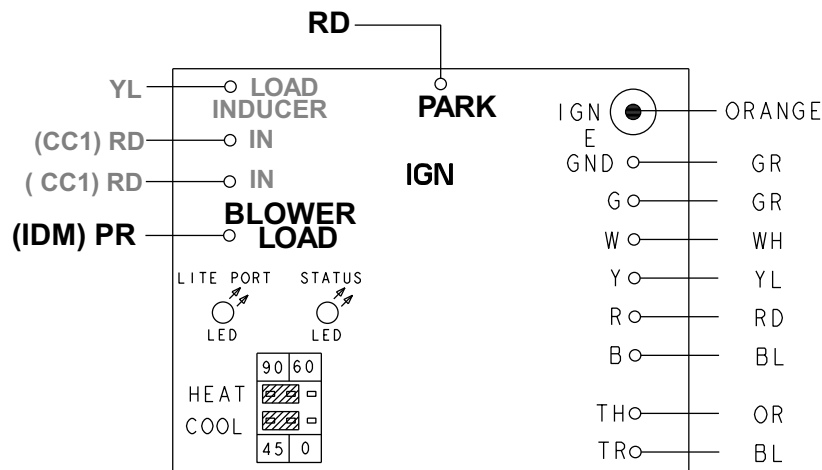 RD
YL LOAD
INDUCER
PARK
IGN
E
ORANGE
(CC1) RD IN
GND GR
( CC1) RD IN
IGN
G GR
BLOWER
(IDM) PR LOAD
W WH
LITE PORT STATUS
Y YL
R RD
LED LED
B BL
90 60
HEAT
COOL
TH OR
45 0
TR BL